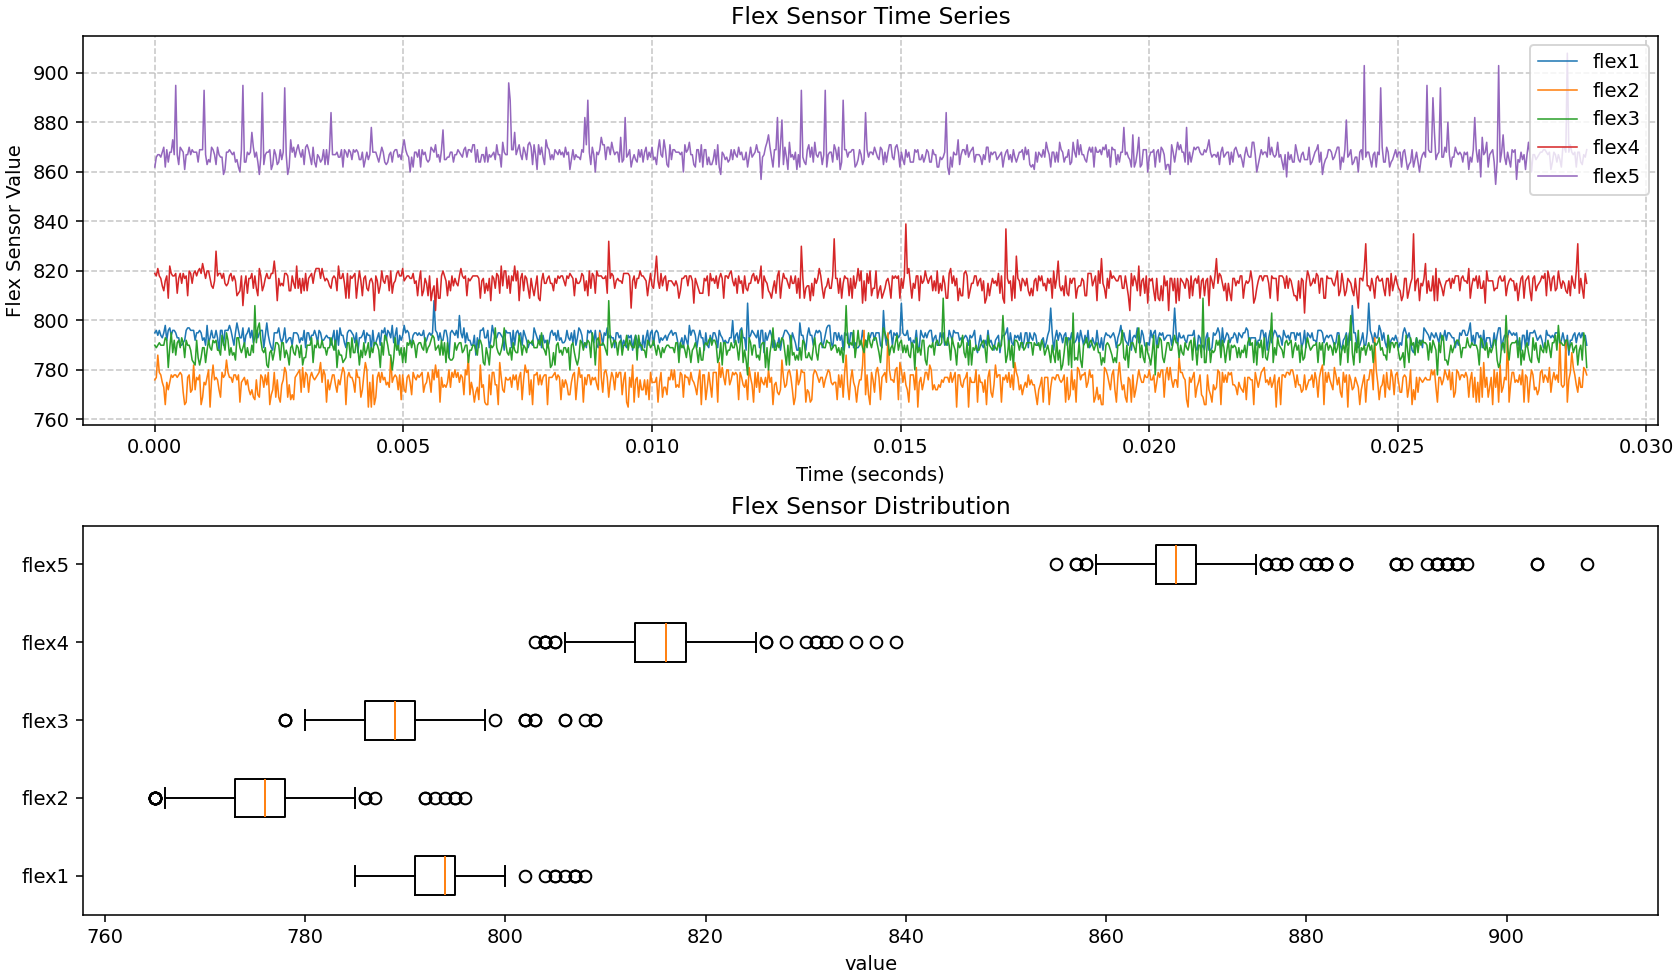 Flex Sensor Time Series
Flex Sensor Value
900
880
860
840
820
800
780
760
flex1
flex2
flex3
flex4
flex5
0.000 0.005 0.010 0.015 0.020 0.025 0.030
Time (seconds)
Flex Sensor Distribution
flex5
flex4
flex3
flex2
flex1
760 780 800 820 840 860 880 900
value